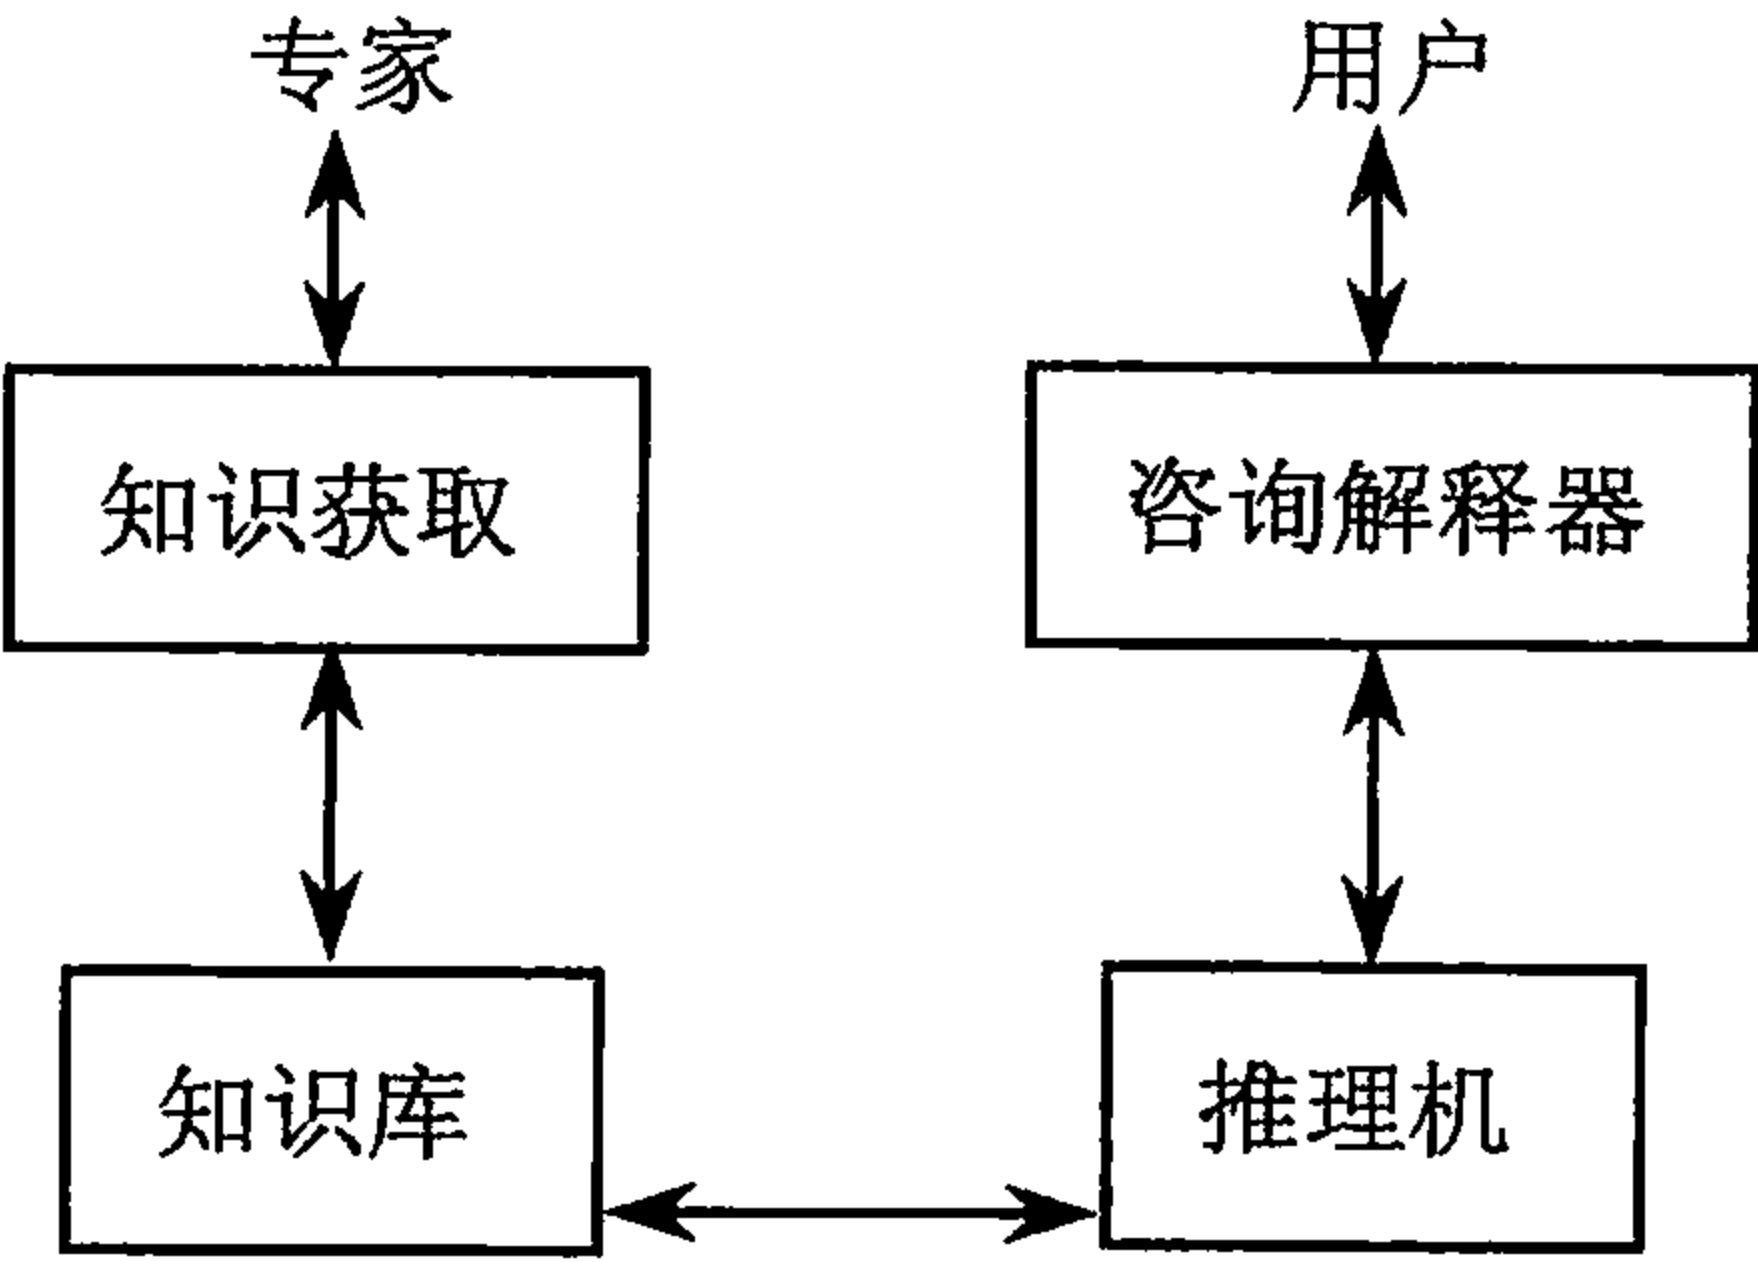 专家
用户
知识获取
咨询解释器
知识库
推理机